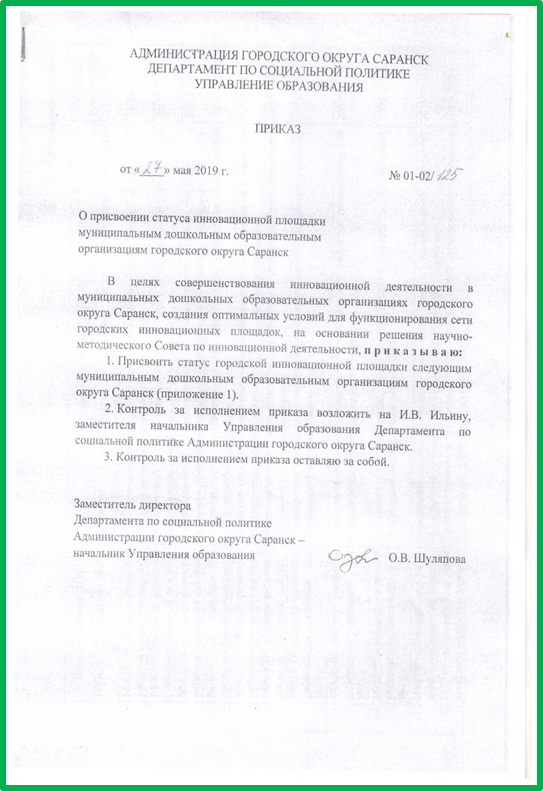 АДМИНИСТРАЦИЯ ГОРОДСКОГО ОКРУГА САРАНСК
ДЕПАРТАМЕНТ ПО СОЦИАЛЬНОЙ ПОЛИТИКЕ
УПРАВЛЕНИЕ ОБРАЗОВАНИЯ
ПРИКАЗ
от «27» мая 2019 г.
№ 01-02/125
О присвоении статуса инновационной площадки
муниципальным дошкольным образовательным
организациям городского округа Саранск
В целях совершенствования инновационной деятельности в
муниципальных дошкольных образовательных организациях городского
округа Саранск, создания оптимальных условий для функционирования сети
городских инновационных площадок, на основании решения научно-
методического Совета по инновационной деятельности, п р и к а з ы в а ю:
1. Присвоить статус городской инновационной площадки следующим
муниципальным дошкольным образовательным организациям городского
округа Саранск (приложение 1).
2. Контроль за исполнением приказа возложить на И.В. Ильину,
заместителя начальника Управления образования Департамента по
социальной политике Администрации городского округа Саранск.
3. Контроль за исполнением приказа оставляю за собой.
Заместитель директора
Департамента по социальной политике
Администрации городского округа Саранск –
начальник Управления образования
О.В. Шуляпова